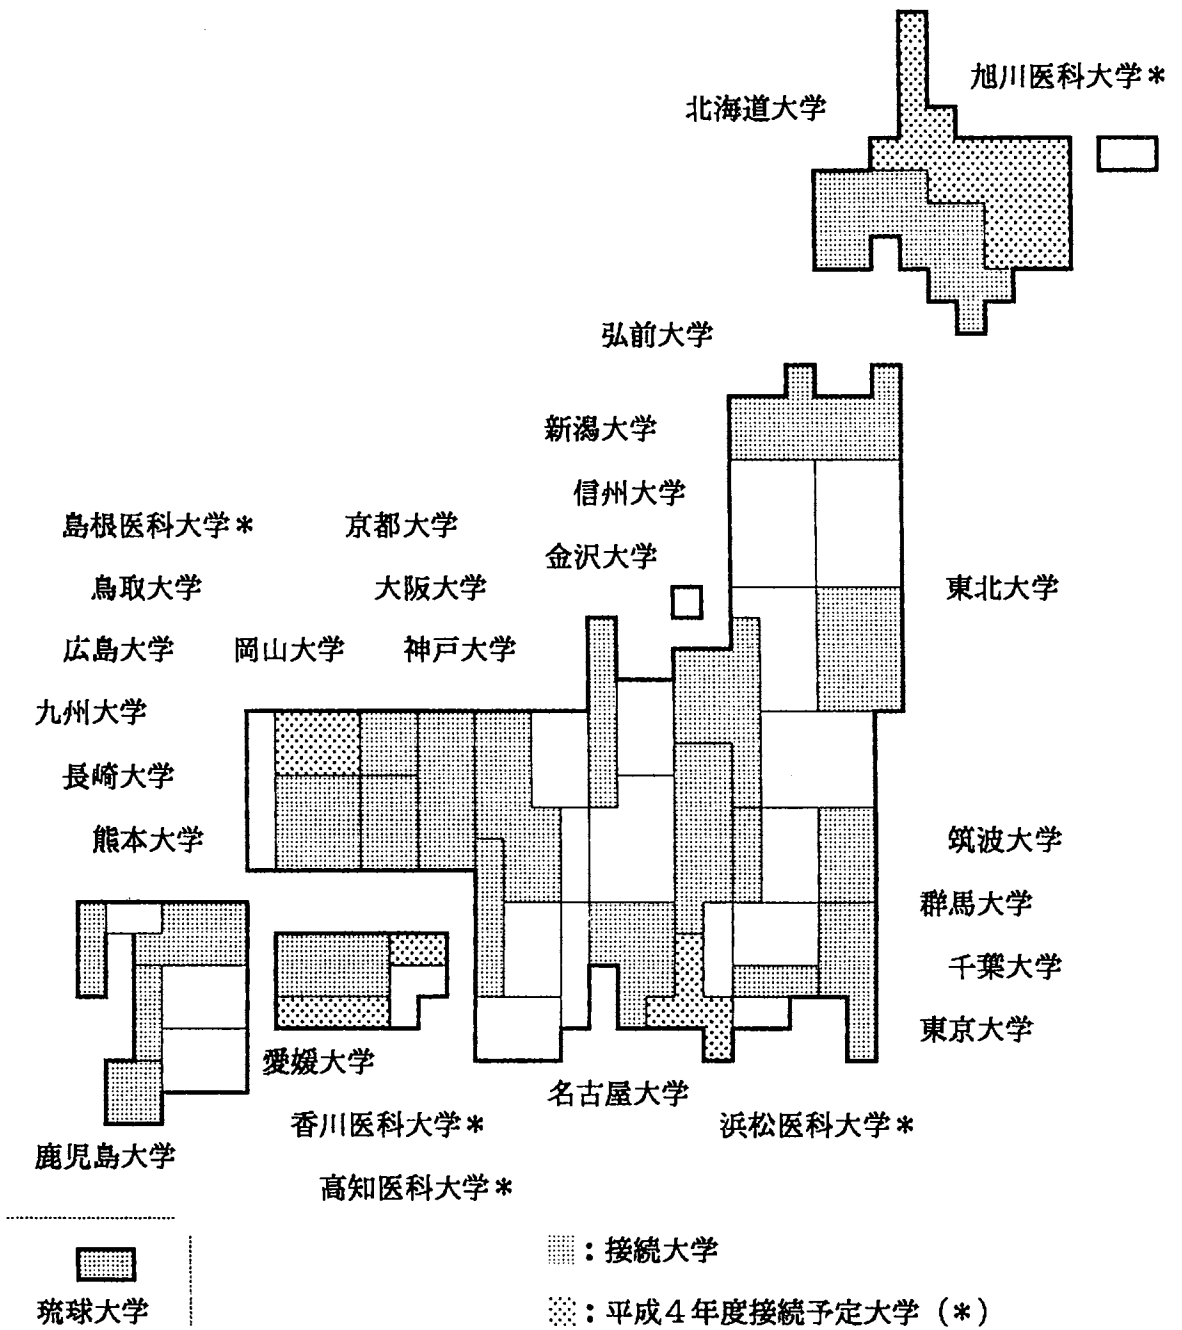 旭川医科大学*
北海道大学
弘前大学
新潟大学
信州大学
島根医科大学*
京都大学
金沢大学
鳥取大学
大阪大学
東北大学
広島大学
岡山大学
神戸大学
九州大学
長崎大学
熊本大学
筑波大学
群馬大学
千葉大学
東京大学
愛媛大学
名古屋大学
香川医科大学*
浜松医科大学*
鹿児島大学
高知医科大学*
:接続大学
琉球大学
:平成4年度接続予定大学(*)